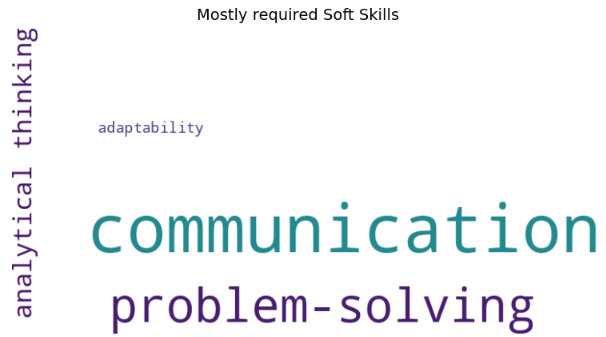 Mostly required Soft Skills
analytical thinking
adaptability
communication
problem-solving